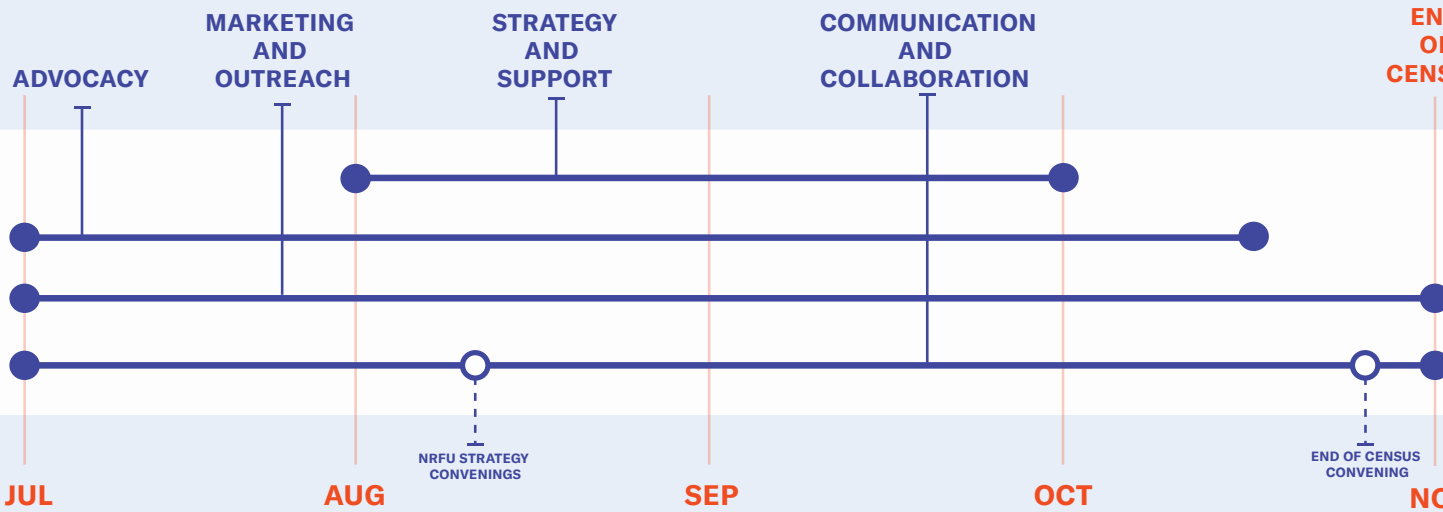 ADVOCACY
MARKETING
AND
OUTREACH
STRATEGY
AND
SUPPORT
COMMUNICATION
AND
COLLABORATION
NRFU STRATEGY
CONVENINGS
END OF CENSUS
CONVENING
JUL
AUG
SEP
OCT